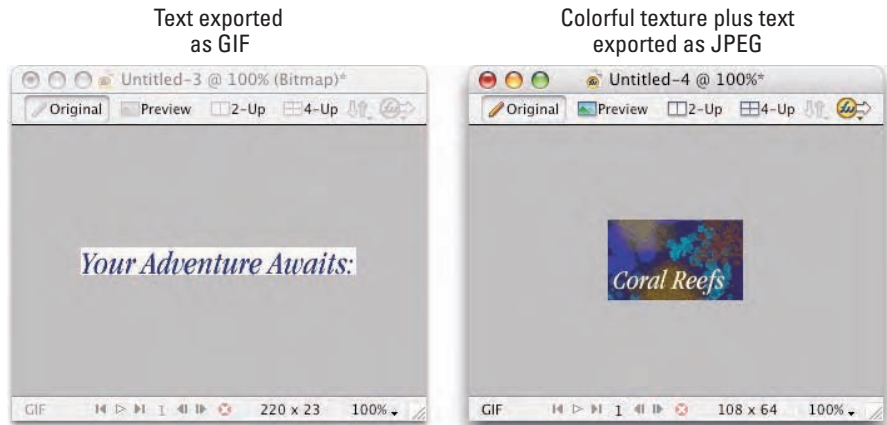 Text exported
as GIF
Colorful texture plus text
exported as JPEG
Untitled-3 @ 100% (Bitmap)*
Original Preview 2-Up 4-Up
Your Adventure Awaits:
GIF 1 220 x 23 100%
Untitled-4 @ 100%*
Original Preview 2-Up 4-Up
Coral Reefs
GIF 1 108 x 64 100%